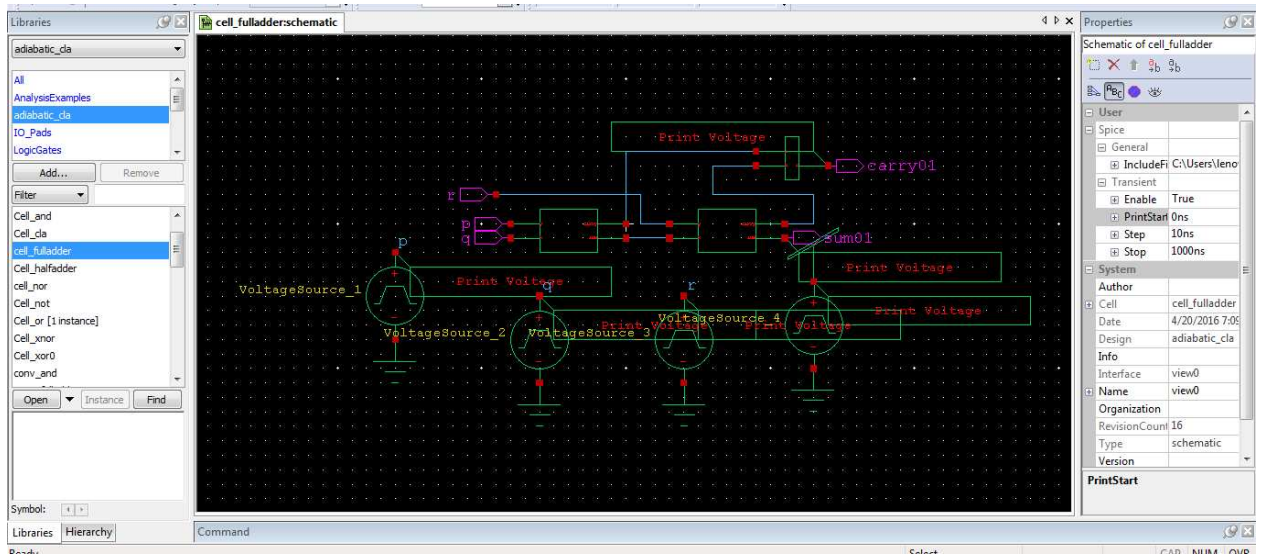 Libraries
adiabatic_cla
All
AnalysisExamples
adiabatic_cla
IO_Pads
LogicGates
Add...
Remove
Filter
Cell_and
Cell_cla
cell_fulladder
Cell_halfadder
cell_nor
Cell_not
Cell_or [1 instance]
Cell_xnor
Cell_xor0
conv_and
Open
Instance
Find
Symbol:
Libraries
Hierarchy
cell_fulladder:schematic
Print Voltage
carry01
r
p
q
sum01
p
Print Voltage
Print Voltage
VoltageSource_1
q
r
Print Voltage
VoltageSource_2
VoltageSource_3
Print Voltage
VoltageSource_4
Print Voltage
Command
Properties
Schematic of cell_fulladder
User
Spice
General
IncludeFi C:\Users\leno
Transient
Enable True
PrintStart 0ns
Step 10ns
Stop 1000ns
System
Author
Cell cell_fulladder
Date 4/20/2016 7:09
Design adiabatic_cla
Info
Interface view0
Name view0
Organization
RevisionCount 16
Type schematic
Version
PrintStart
Ready
Select
CAP NUM OVR